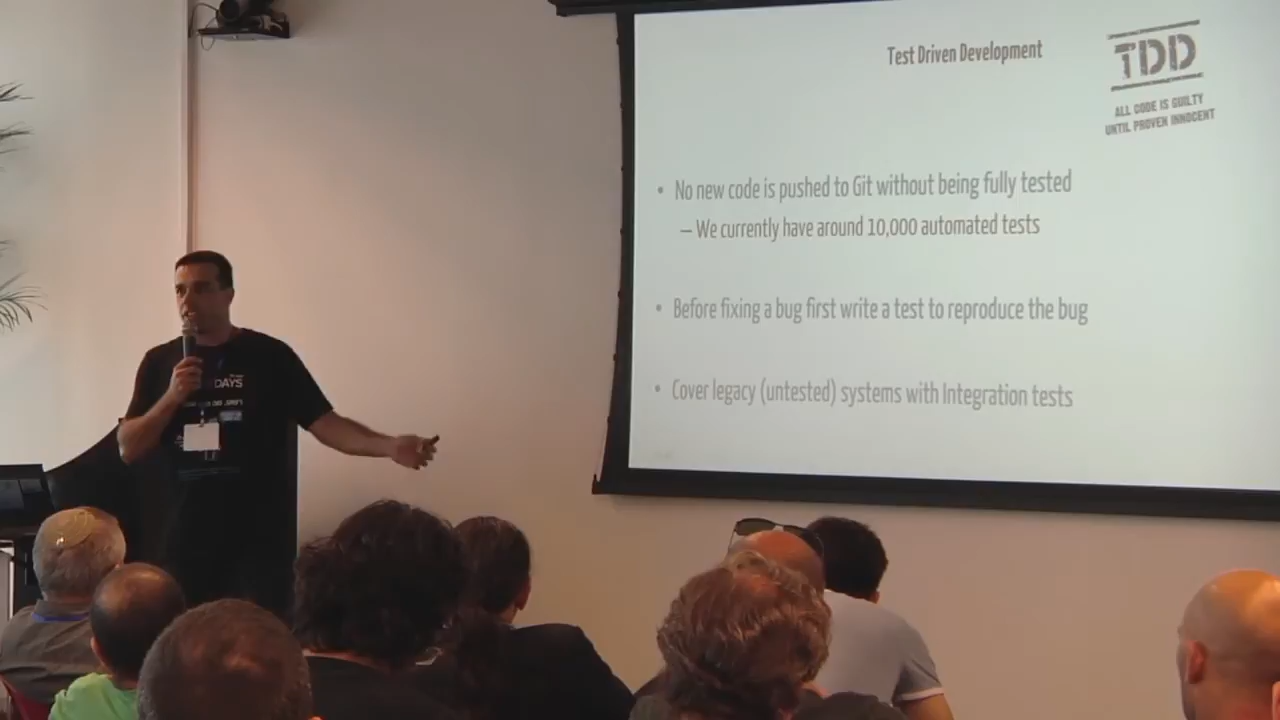 Test Driven Development
TDD
ALL CODE IS GUILTY
UNTIL PROVEN INNOCENT
• No new code is pushed to Git without being fully tested
– We currently have around 10,000 automated tests
• Before fixing a bug first write a test to reproduce the bug
• Cover legacy (untested) systems with Integration tests
DAYS